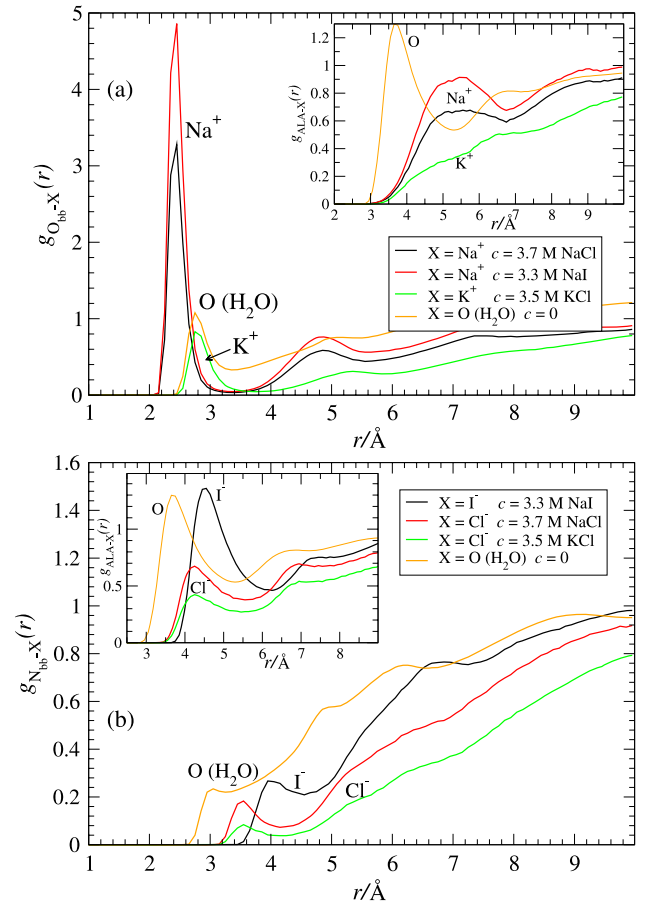 (a)
Na⁺
O (H₂O)
K⁺
g_{O_{bb}-X}(r)
0
1
2
3
4
5
1 2 3 4 5 6 7 8 9
r/Å
O
Na⁺
K⁺
g_{ALA-X}(r)
0
0.2
0.4
0.6
0.8
1
1.2
2 3 4 5 6 7 8 9
r/Å
X = Na⁺ c = 3.7 M NaCl
X = Na⁺ c = 3.3 M NaI
X = K⁺ c = 3.5 M KCl
X = O (H₂O) c = 0
(b)
O (H₂O)
I⁻
Cl⁻
g_{N_{bb}-X}(r)
0
0.2
0.4
0.6
0.8
1
1.2
1.4
1.6
1 2 3 4 5 6 7 8 9
r/Å
O
I⁻
Cl⁻
g_{ALA-X}(r)
0
0.5
1
3 4 5 6 7 8
r/Å
X = I⁻ c = 3.3 M NaI
X = Cl⁻ c = 3.7 M NaCl
X = Cl⁻ c = 3.5 M KCl
X = O (H₂O) c = 0